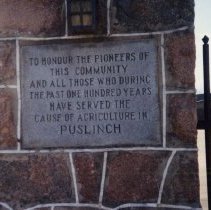 TO HONOUR THE PIONEERS OF
THIS COMMUNITY
AND ALL THOSE WHO DURING
THE PAST ONE HUNDRED YEARS
HAVE SERVED THE
CAUSE OF AGRICULTURE IN
PUSLINCH